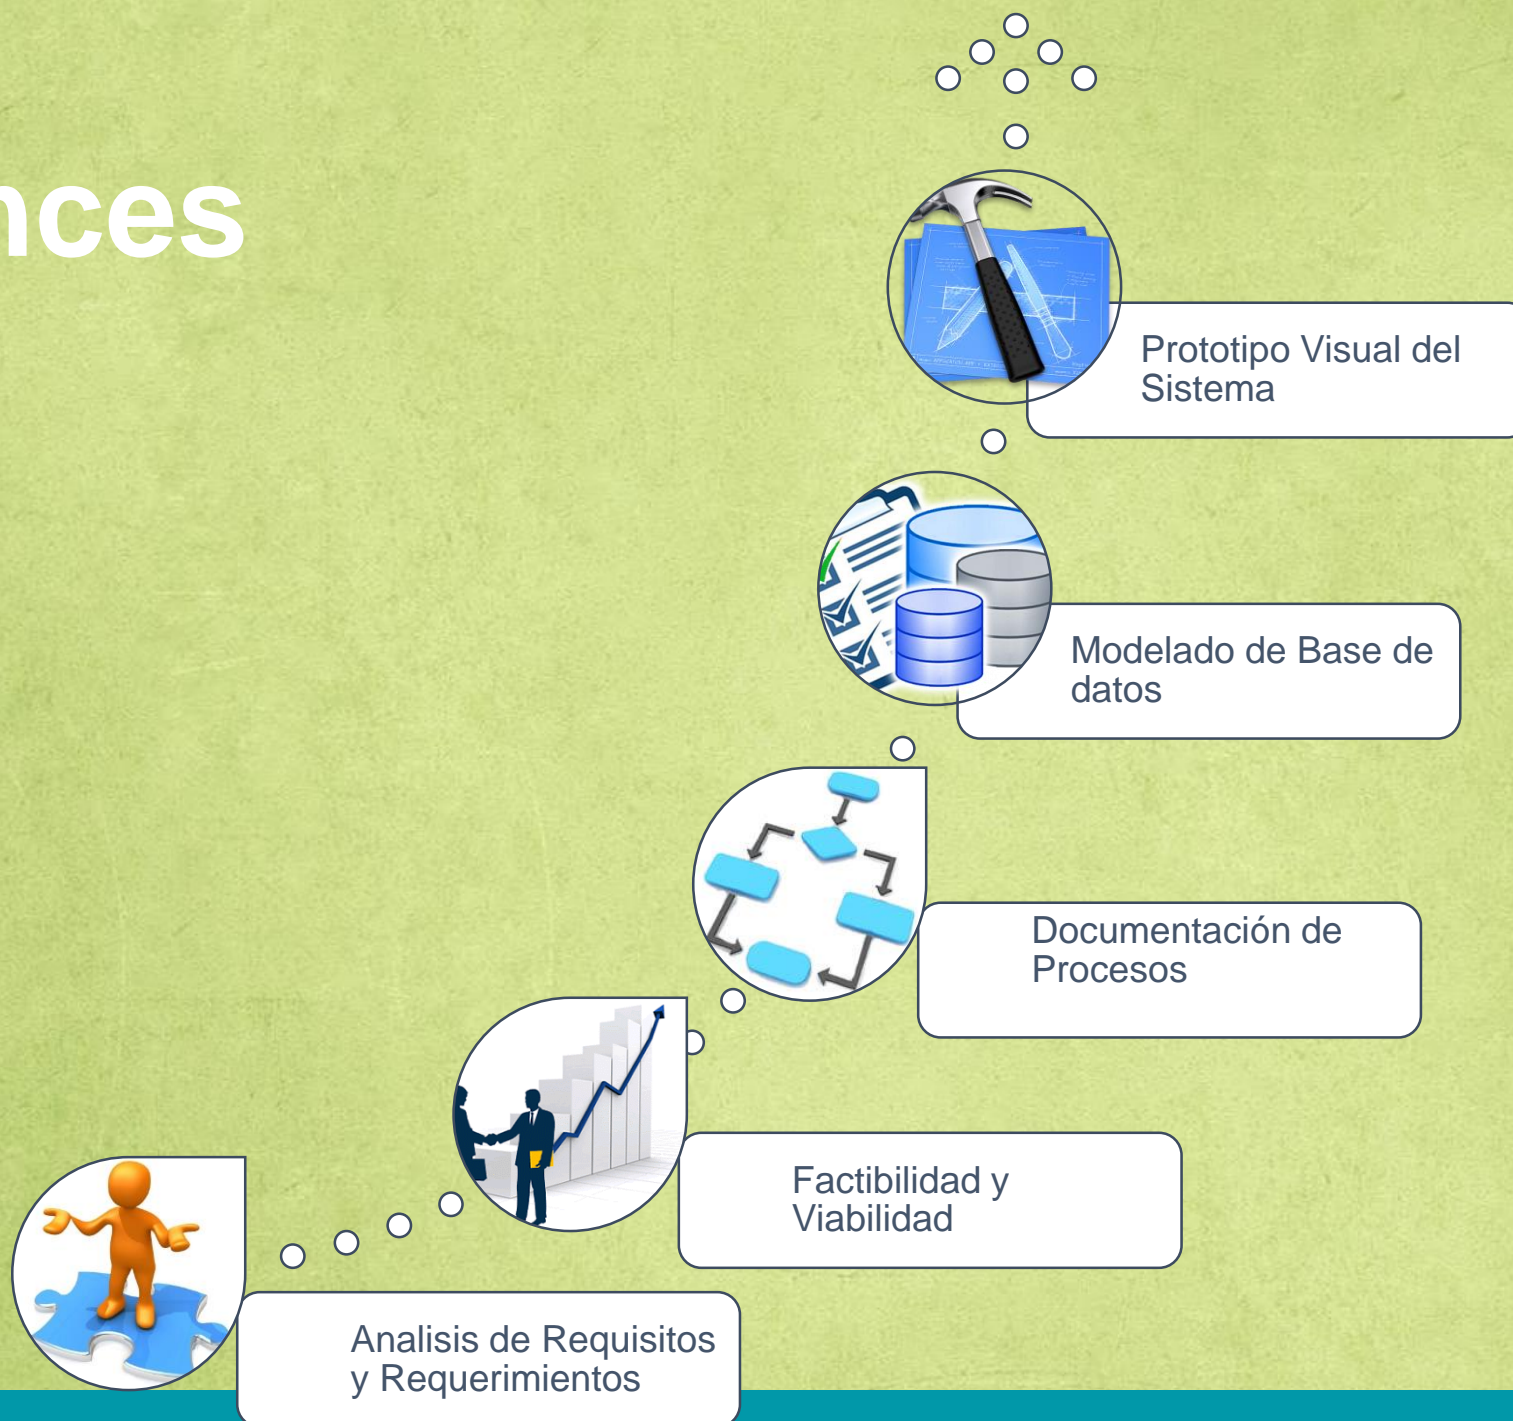 nces
Prototipo Visual del
Sistema
Modelado de Base de
datos
Documentación de
Procesos
Factibilidad y
Viabilidad
Analisis de Requisitos
y Requerimientos